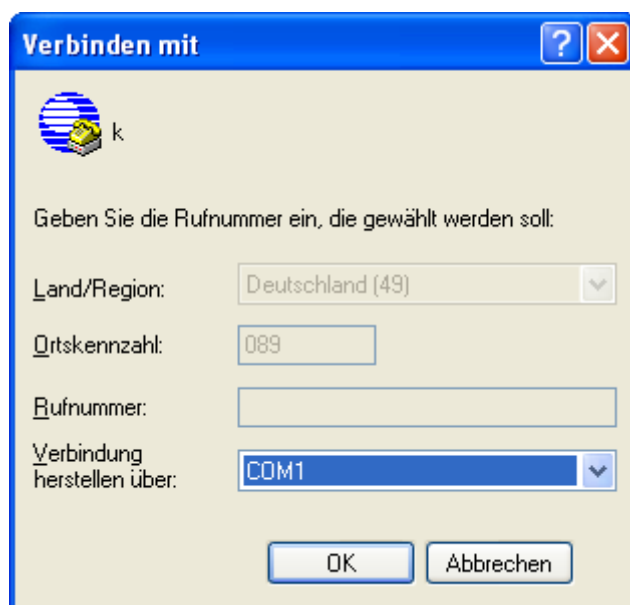 Verbinden mit
k
Geben Sie die Rufnummer ein, die gewählt werden soll:
Land/Region: Deutschland (49)
Ortskennzahl: 089
Rufnummer:
Verbindung
herstellen über: COM1
OK Abbrechen